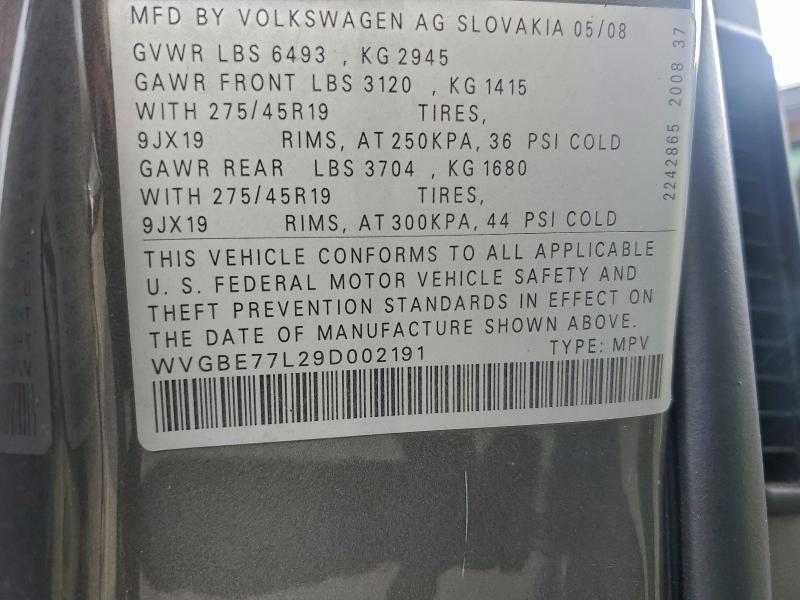 MFD BY VOLKSWAGEN AG SLOVAKIA 05/08
GVWR LBS 6493 , KG 2945
GAWR FRONT LBS 3120 , KG 1415
WITH 275/45R19 TIRES,
9JX19 RIMS, AT 250KPA, 36 PSI COLD
GAWR REAR LBS 3704 , KG 1680
WITH 275/45R19 TIRES,
9JX19 RIMS, AT 300KPA, 44 PSI COLD
THIS VEHICLE CONFORMS TO ALL APPLICABLE
U. S. FEDERAL MOTOR VEHICLE SAFETY AND
THEFT PREVENTION STANDARDS IN EFFECT ON
THE DATE OF MANUFACTURE SHOWN ABOVE.
WVGBE77L29D002191 TYPE: MPV
2242865 2008 37